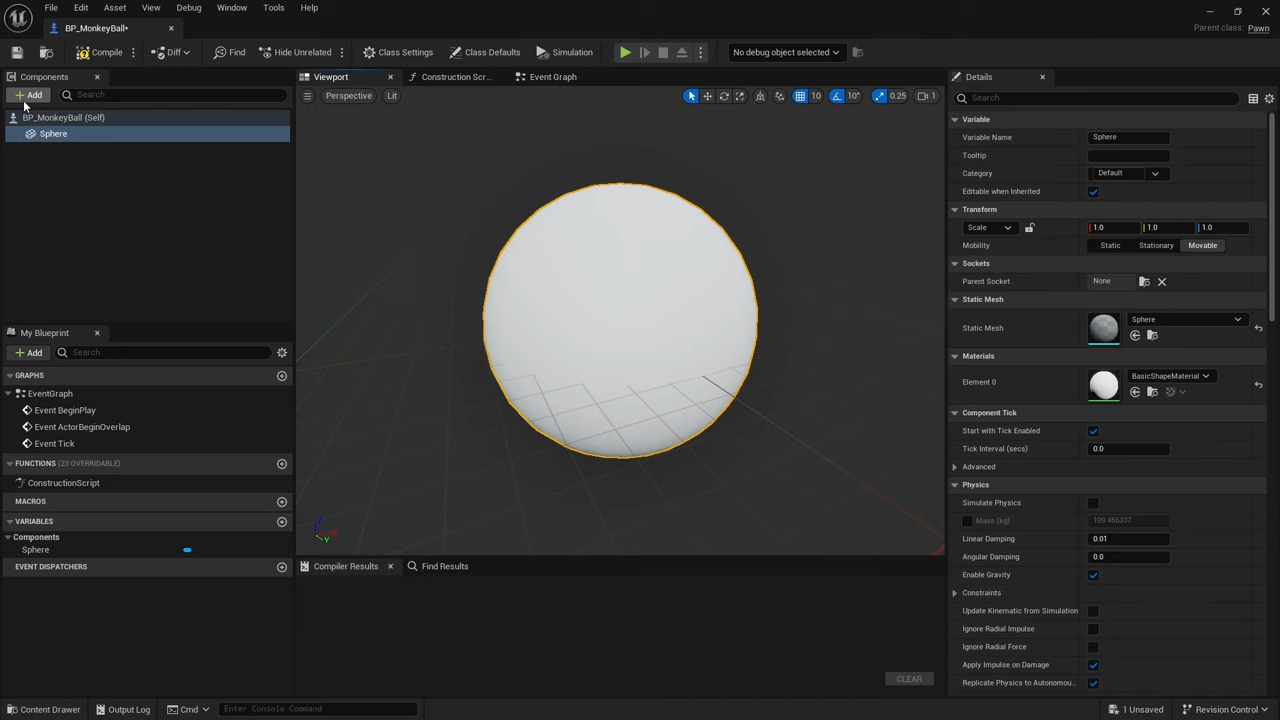 File Edit Asset View Debug Window Tools Help
BP_MonkeyBall*
Parent class: Pawn
Compile Diff Find Hide Unrelated Class Settings Class Defaults Simulation No debug object selected
Components Viewport Construction Scr... Event Graph Details
Add Search Perspective Lit 10 10° 0.25 1 Search
BP_MonkeyBall (Self)
Sphere
Variable
Variable Name Sphere
Tooltip
Category Default
Editable when Inherited
Transform
Scale 1.0 1.0 1.0
Mobility Static Stationary Movable
Sockets
Parent Socket None
Static Mesh
Static Mesh Sphere
Materials
Element 0 BasicShapeMaterial
Component Tick
Start with Tick Enabled
Tick Interval (secs) 0.0
Advanced
Physics
Simulate Physics
Mass (kg) 109.456337
Linear Damping 0.01
Angular Damping 0.0
Enable Gravity
Constraints
Update Kinematic from Simulation
Ignore Radial Impulse
Ignore Radial Force
Apply Impulse on Damage
Replicate Physics to Autonomou...
My Blueprint
Add Search
GRAPHS
EventGraph
Event BeginPlay
Event ActorBeginOverlap
Event Tick
FUNCTIONS (23 OVERRIDABLE)
ConstructionScript
MACROS
VARIABLES
Components
Sphere
EVENT DISPATCHERS
Z
X
Y
Compiler Results Find Results
CLEAR
Content Drawer Output Log Cmd Enter Console Command 1 Unsaved Revision Control